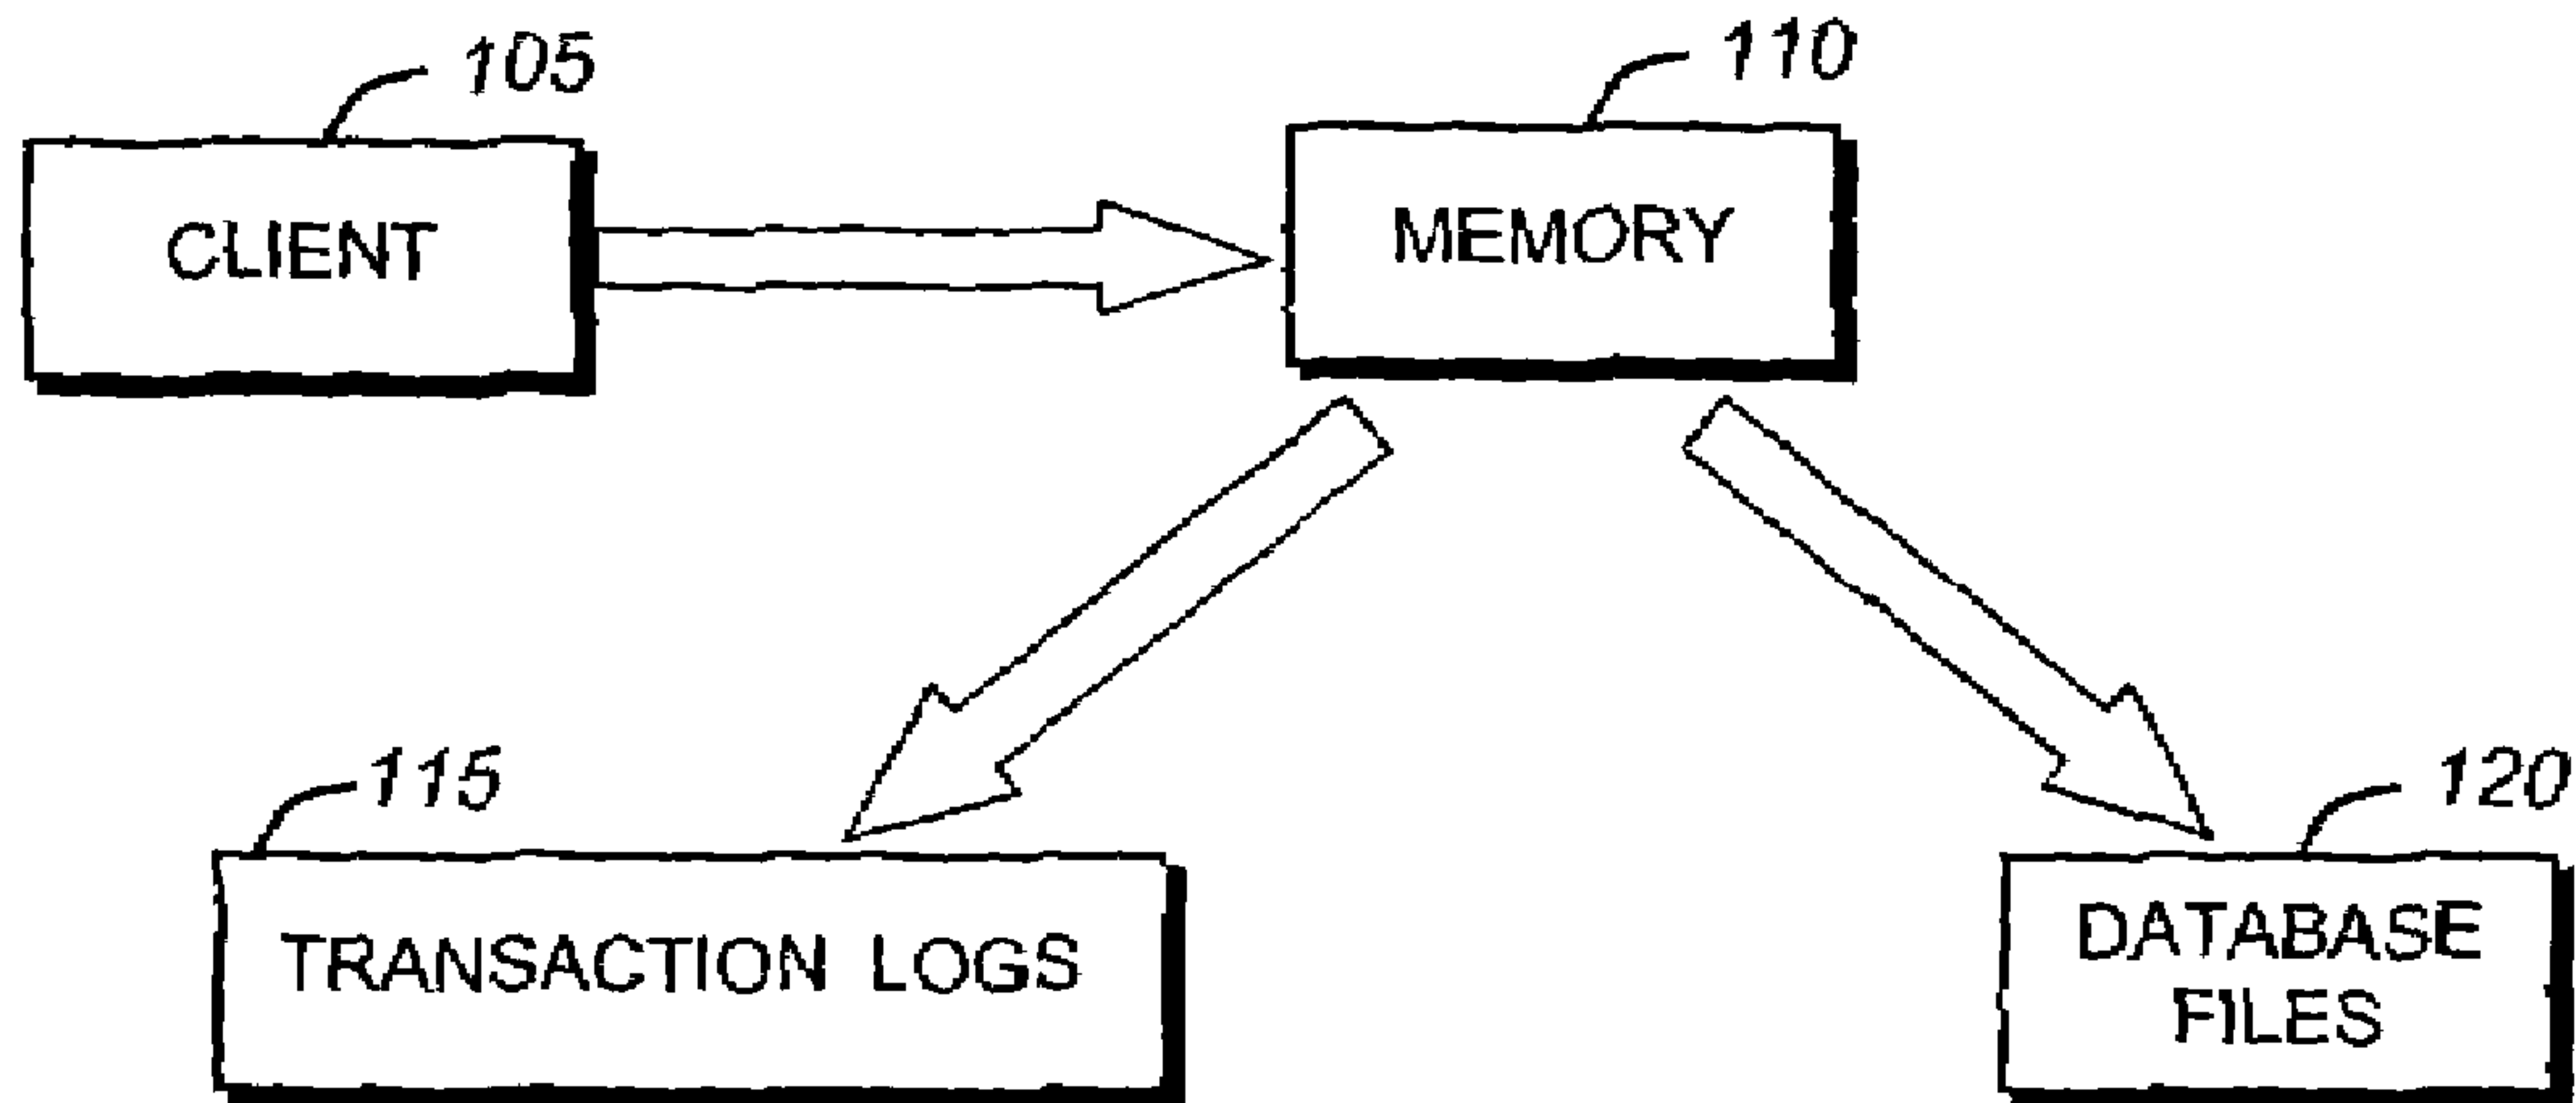 105
110
CLIENT
MEMORY
115
120
TRANSACTION LOGS
DATABASE
FILES